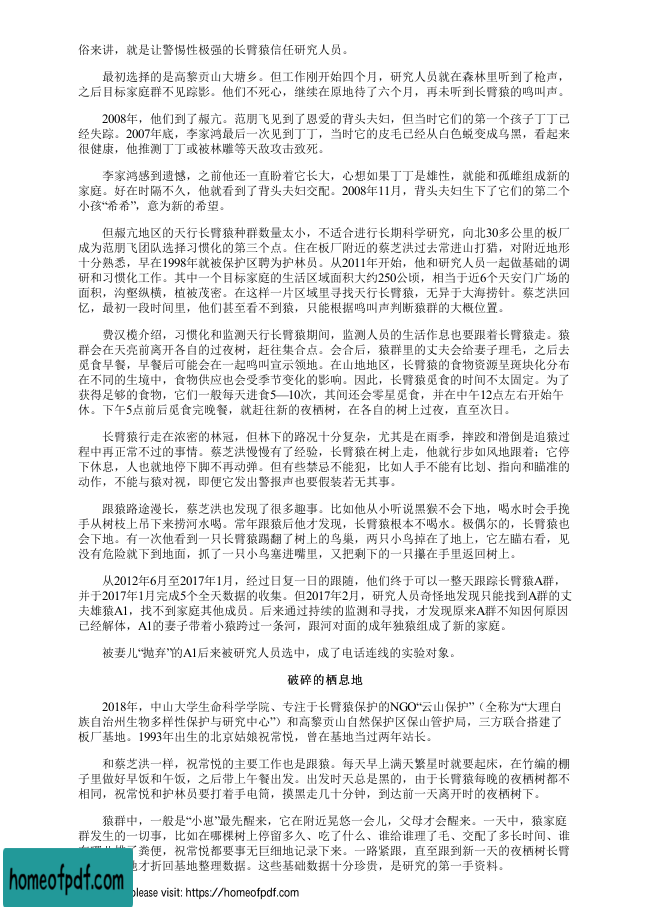 俗来讲，就是让警惕性极强的长臂猿信任研究人员。
最初选择的是高黎贡山大塘乡。但工作刚开始四个月，研究人员就在森林里听到了枪声，
之后目标家庭群不见踪影。他们不死心，继续在原地待了六个月，再未听到长臂猿的鸣叫声。
2008年，他们到了赧亢。范朋飞见到了恩爱的背头夫妇，但当时它们的第一个孩子丁丁已
经失踪。2007年底，李家鸿最后一次见到丁丁，当时它的皮毛已经从白色蜕变成乌黑，看起来
很健康，他推测丁丁或被林雕等天敌攻击致死。
李家鸿感到遗憾，之前他还一直盼着它长大，心想如果丁丁是雄性，就能和孤雌组成新的
家庭。好在时隔不久，他就看到了背头夫妇交配。2008年11月，背头夫妇生下了它们的第二个
小孩“希希”，意为新的希望。
但赧亢地区的天行长臂猿种群数量太小，不适合进行长期科学研究，向北30多公里的板厂
成为范朋飞团队选择习惯化的第三个点。住在板厂附近的蔡芝洪过去常进山打猎，对附近地形
十分熟悉，早在1998年就被保护区聘为护林员。从2011年开始，他和研究人员一起做基础的调
研和习惯化工作。其中一个目标家庭的生活区域面积大约250公顷，相当于近6个天安门广场的
面积，沟壑纵横，植被茂密。在这样一片区域里寻找天行长臂猿，无异于大海捞针。蔡芝洪回
忆，最初一段时间里，他们甚至看不到猿，只能根据鸣叫声判断猿群的大概位置。
费汉榄介绍，习惯化和监测天行长臂猿期间，监测人员的生活作息也要跟着长臂猿走。猿
群会在天亮前离开各自的过夜树，赶往集合点。会合后，猿群里的丈夫会给妻子理毛，之后去
觅食早餐，早餐后可能会在一起鸣叫宣示领地。在山地地区，长臂猿的食物资源呈斑块化分布
在不同的生境中，食物供应也会受季节变化的影响。因此，长臂猿觅食的时间不太固定。为了
获得足够的食物，它们一般每天进食5—10次，其间还会零星觅食，并在中午12点左右开始午
休。下午5点前后觅食完晚餐，就赶往新的夜栖树，在各自的树上过夜，直至次日。
长臂猿行走在浓密的林冠，但林下的路况十分复杂，尤其是在雨季，摔跤和滑倒是追猿过
程中再正常不过的事情。蔡芝洪慢慢有了经验，长臂猿在树上走，他就行步如风地跟着；它停
下休息，人也就地停下脚不再动弹。但有些禁忌不能犯，比如人手不能有比划、指向和瞄准的
动作，不能与猿对视，即便它发出警报声也要假装若无其事。
跟猿路途漫长，蔡芝洪也发现了很多趣事。比如他从小听说黑猴不会下地，喝水时会手挽
手从树枝上吊下来捞河水喝。常年跟猿后他才发现，长臂猿根本不喝水。极偶尔的，长臂猿也
会下地。有一次他看到一只长臂猿踢翻了树上的鸟巢，两只小鸟掉在了地上，它左瞄右看，见
没有危险就下到地面，抓了一只小鸟塞进嘴里，又把剩下的一只攥在手里返回树上。
从2012年6月至2017年1月，经过日复一日的跟随，他们终于可以一整天跟踪长臂猿A群，
并于2017年1月完成5个全天数据的收集。但2017年2月，研究人员奇怪地发现只能找到A群的丈
夫雄猿A1，找不到家庭其他成员。后来通过持续的监测和寻找，才发现原来A群不知因何原因
已经解体，A1的妻子带着小猿跨过一条河，跟河对面的成年独猿组成了新的家庭。
被妻儿“抛弃”的A1后来被研究人员选中，成了电话连线的实验对象。
破碎的栖息地
2018年，中山大学生命科学学院、专注于长臂猿保护的NGO“云山保护”（全称为“大理白
族自治州生物多样性保护与研究中心”）和高黎贡山自然保护区保山管护局，三方联合搭建了
板厂基地。1993年出生的北京姑娘祝常悦，曾在基地当过两年站长。
和蔡芝洪一样，祝常悦的主要工作也是跟猿。每天早上满天繁星时就要起床，在竹编的棚
子里做好早饭和午饭，之后带上午餐出发。出发时天总是黑的，由于长臂猿每晚的夜栖树都不
相同，祝常悦和护林员要打着手电筒，摸黑走几十分钟，到达前一天离开时的夜栖树下。
猿群中，一般是“小崽”最先醒来，它在附近晃悠一会儿，父母才会醒来。一天中，猿家庭
群发生的一切事，比如在哪棵树上停留多久、吃了什么、谁给谁理了毛、交配了多长时间、谁
粪便，祝常悦都要事无巨细地记录下来。一路紧跟，直至跟到新一天的夜栖树长臂
才折回基地整理数据。这些基础数据十分珍贵，是研究的第一手资料。
homeofpdf.com
please visit: https://homeofpdf.com